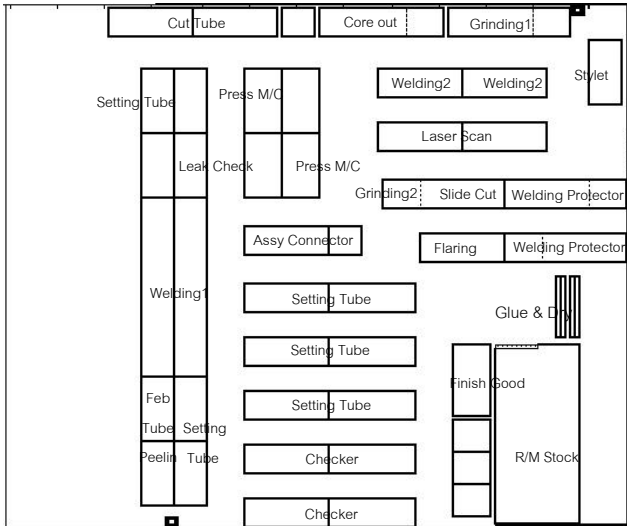 Cut Tube
Core out
Grinding1
Stylet
Setting Tube
Press M/C
Welding2
Welding2
Leak Check
Press M/C
Laser Scan
Grinding2
Slide Cut
Welding Protector
Assy Connector
Flaring
Welding Protector
Welding1
Setting Tube
Glue & Dry
Setting Tube
Finish Good
Feb
Tube
Setting
Setting Tube
Peelin
Tube
Checker
R/M Stock
Checker